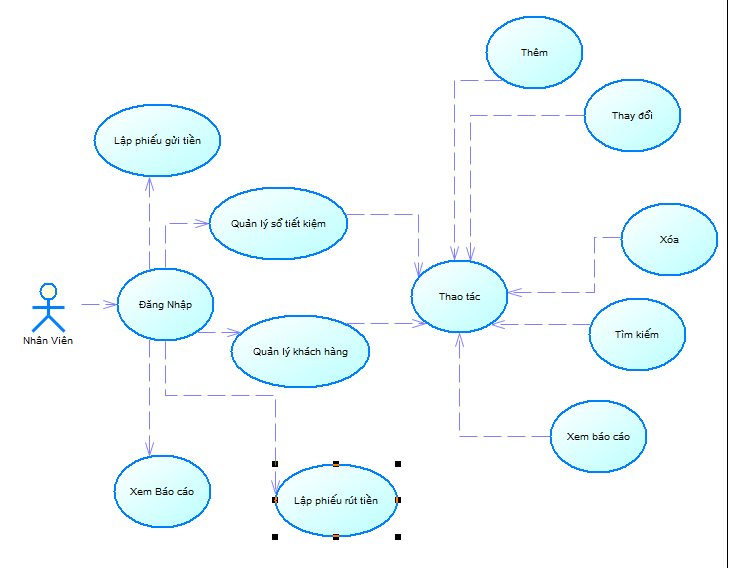 Thêm
Thay đổi
Lập phiếu gửi tiền
Quản lý sổ tiết kiệm
Xóa
Đăng Nhập
Thao tác
Nhân Viên
Tìm kiếm
Quản lý khách hàng
Xem báo cáo
Xem Báo cáo
Lập phiếu rút tiền